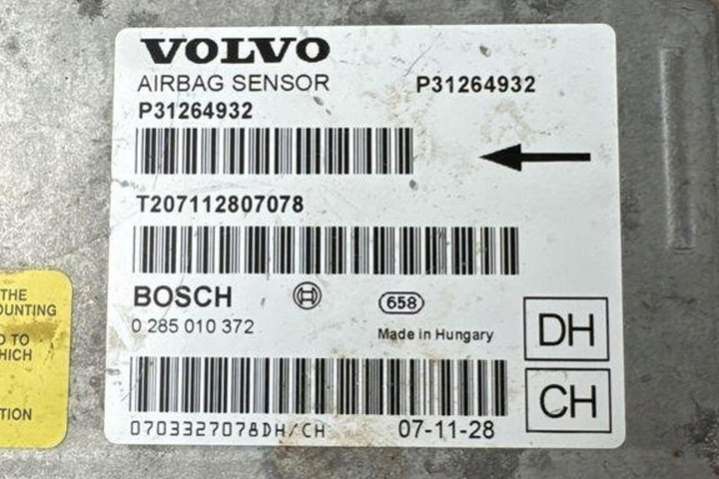 VOLVO
AIRBAG SENSOR P31264932
P31264932
T207112807078
BOSCH 658
0 285 010 372 Made in Hungary
DH
CH
0703327078DH/CH 07-11-28
THE
OUNTING
D TO
HICH
TION